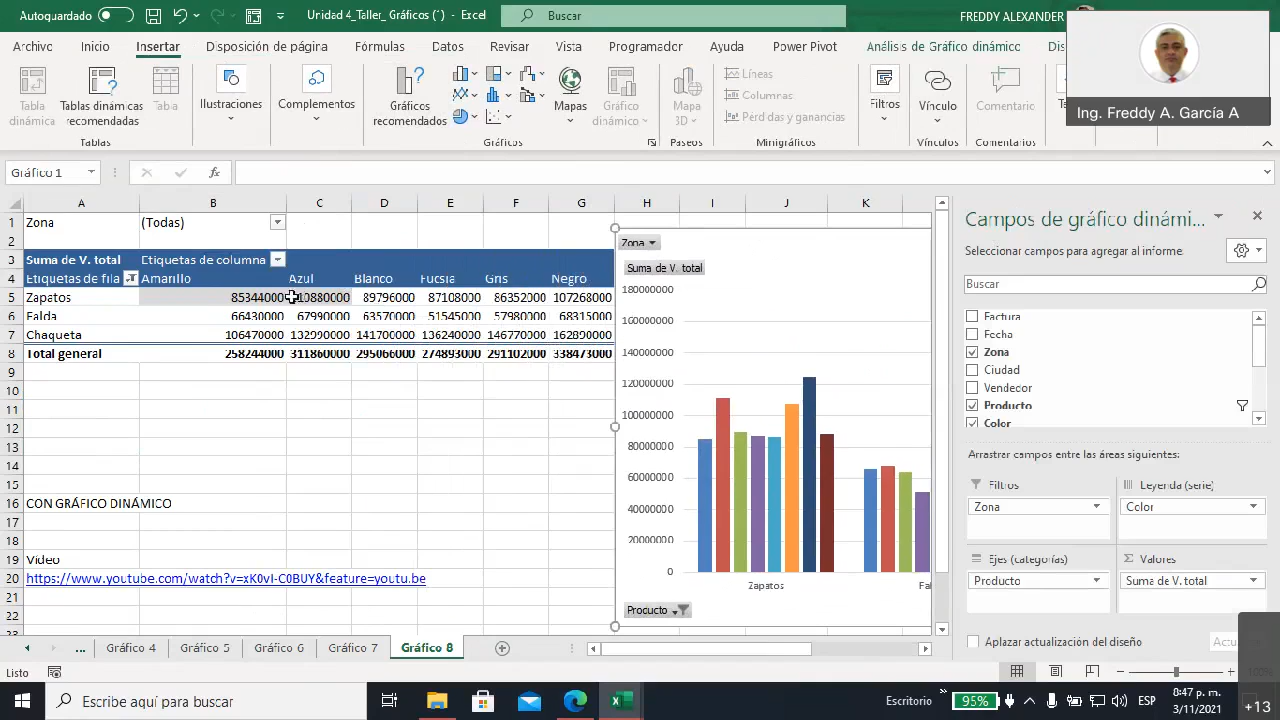 Autoguardado
Unidad 4_Taller_ Gráficos (1) - Excel
Buscar
FREDDY ALEXANDER
Archivo Inicio Insertar Disposición de página Fórmulas Datos Revisar Vista Programador Ayuda Power Pivot Análisis de Gráfico dinámico
Tabla dinámica
Tablas dinámicas recomendadas
Tabla
Ilustraciones
Complementos
Gráficos recomendados
Mapas
Gráfico dinámico
Mapa 3D
Líneas
Columnas
Pérdidas y ganancias
Filtros
Vínculo
Comentario
Tablas
Gráficos
Paseos
Minigráficos
Vínculos
Comentarios
Ing. Freddy A. García A
Gráfico 1
fx
A B C D E F G H I J K
1 Zona (Todas)
2
3 Suma de V. total Etiquetas de columna
4 Etiquetas de fila Amarillo Azul Blanco Fucsia Gris Negro
5 Zapatos 85344000 110880000 89796000 87108000 86352000 107268000
6 Falda 66430000 67990000 63570000 51545000 57980000 68315000
7 Chaqueta 106470000 132990000 141700000 136240000 146770000 162890000
8 Total general 258244000 311860000 295066000 274893000 291102000 338473000
9
10
11
12
13
14
15
16 CON GRÁFICO DINÁMICO
17
18
19 Vídeo
20 https://www.youtube.com/watch?v=xK0vI-C0BUY&feature=youtu.be
21
22
23
Zona
Suma de V. total
180000000
160000000
140000000
120000000
100000000
80000000
60000000
40000000
20000000
0
Zapatos
Producto
Campos de gráfico dinámi...
Seleccionar campos para agregar al informe:
Buscar
Factura
Fecha
Zona
Ciudad
Vendedor
Producto
Color
Arrastrar campos entre las áreas siguientes:
Filtros
Leyenda (serie)
Zona
Color
Ejes (categorías)
Valores
Producto
Suma de V. total
Aplazar actualización del diseño
... Gráfico 4 Gráfico 5 Gráfico 6 Gráfico 7 Gráfico 8
Listo
100%
Escribe aquí para buscar
Escritorio
95%
ESP
8:47 p. m.
3/11/2021
+13